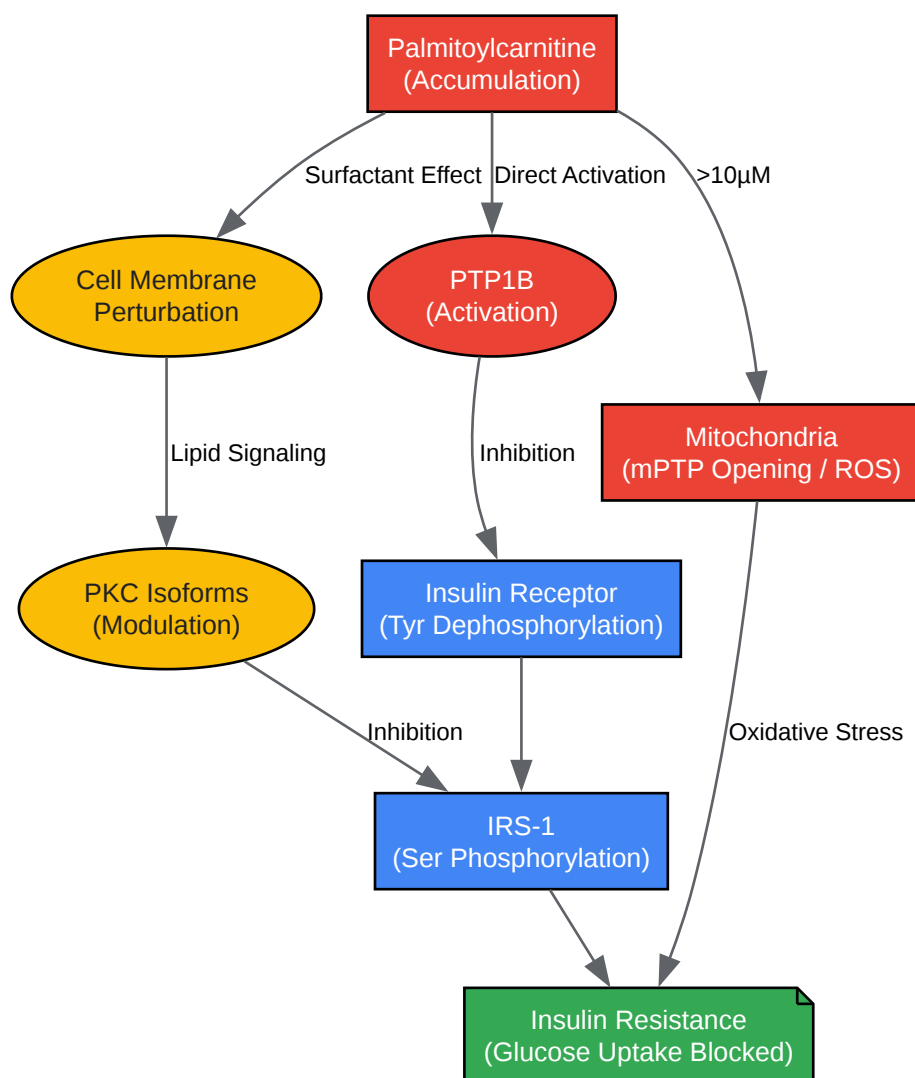 Palmitoylcarnitine
(Accumulation)
Surfactant Effect
Direct Activation
>10µM
Cell Membrane
Perturbation
PTP1B
(Activation)
Lipid Signaling
Inhibition
Mitochondria
(mPTP Opening / ROS)
PKC Isoforms
(Modulation)
Insulin Receptor
(Tyr Dephosphorylation)
Inhibition
Oxidative Stress
IRS-1
(Ser Phosphorylation)
Insulin Resistance
(Glucose Uptake Blocked)